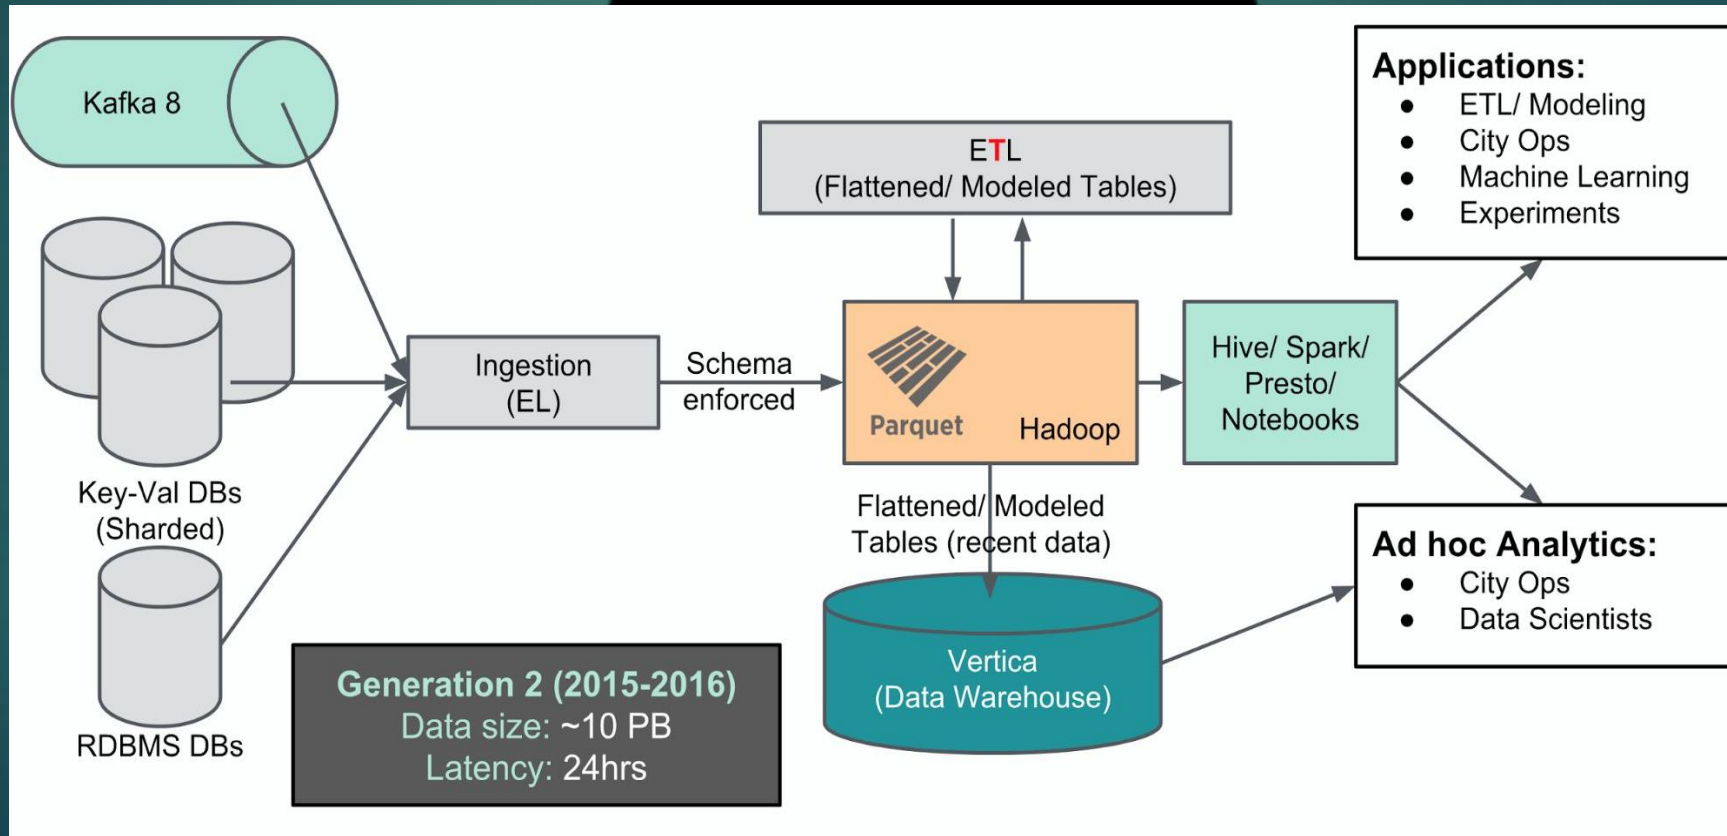 Kafka 8
Key-Val DBs
(Sharded)
RDBMS DBs
Ingestion
(EL)
Schema
enforced
ETL
(Flattened/ Modeled Tables)
Parquet
Hadoop
Flattened/ Modeled
Tables (recent data)
Vertica
(Data Warehouse)
Hive/ Spark/
Presto/
Notebooks
Applications:
● ETL/ Modeling
● City Ops
● Machine Learning
● Experiments
Ad hoc Analytics:
● City Ops
● Data Scientists
Generation 2 (2015-2016)
Data size: ~10 PB
Latency: 24hrs